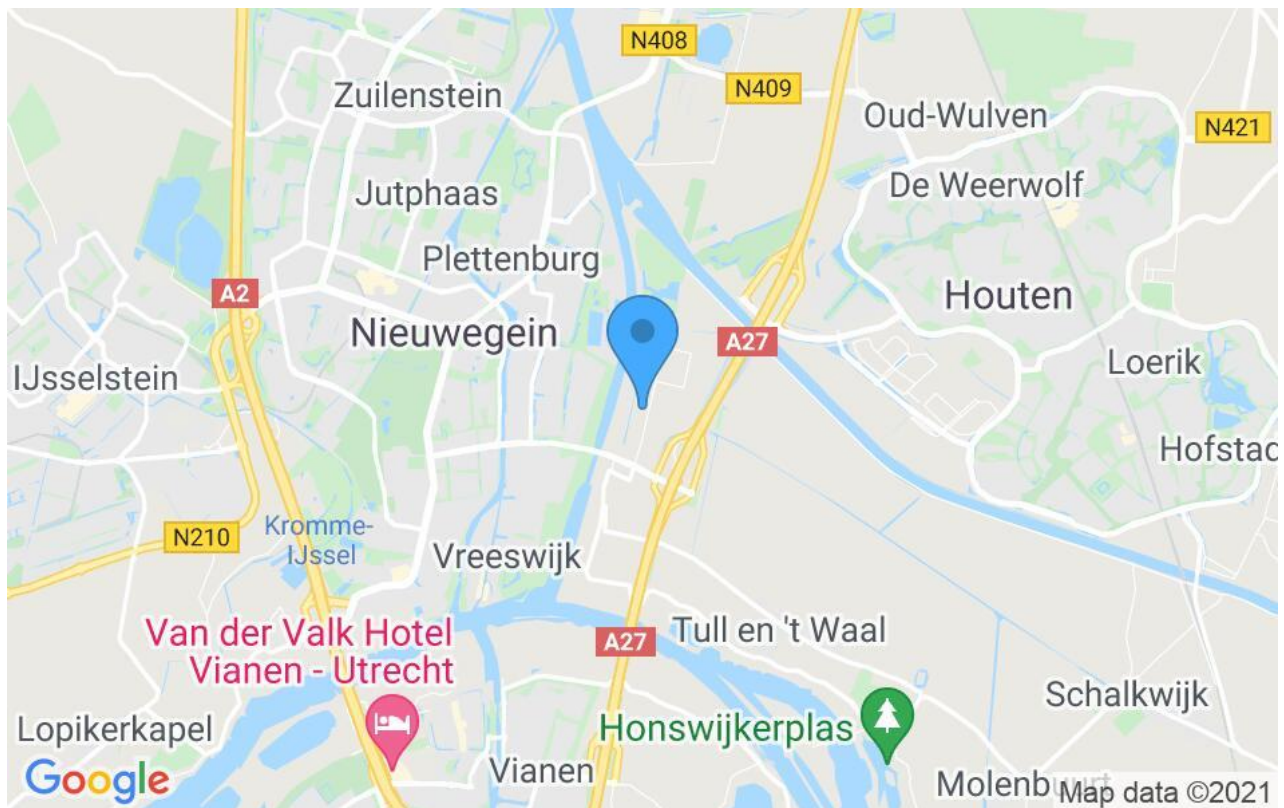 N408
N409
Zuilenstein
Oud-Wulven
N421
De Weerwolf
Jutphaas
Plettenburg
A2
Houten
Nieuwegein
A27
Loerik
IJsselstein
Hofstad
Kromme-
IJssel
N210
Vreeswijk
Tull en 't Waal
A27
Van der Valk Hotel
Vianen - Utrecht
Schalkwijk
Lopikerkapel
Honswijkerplas
Vianen
Google
Map data ©2021